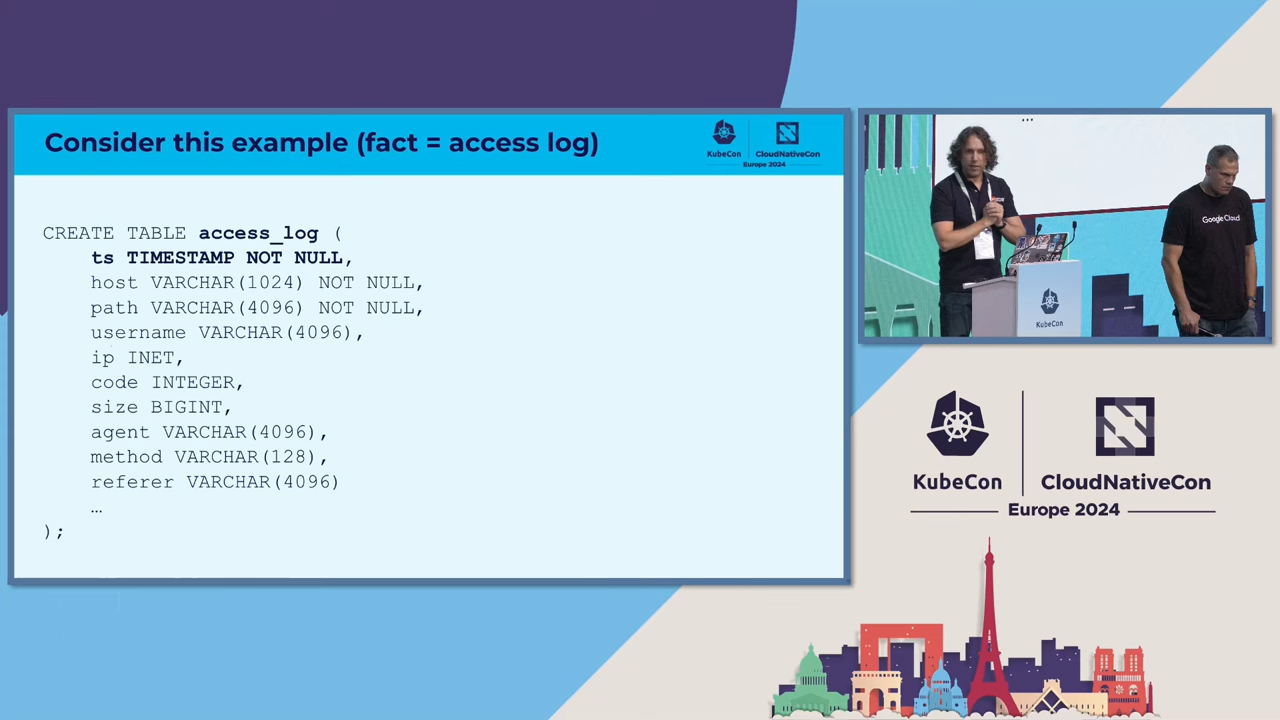 Consider this example (fact = access log)
KubeCon
CloudNativeCon
Europe 2024
CREATE TABLE access_log (
ts TIMESTAMP NOT NULL,
host VARCHAR(1024) NOT NULL,
path VARCHAR(4096) NOT NULL,
username VARCHAR(4096),
ip INET,
code INTEGER,
size BIGINT,
agent VARCHAR(4096),
method VARCHAR(128),
referer VARCHAR(4096)
…
);
Google Cloud
KubeCon
KubeCon
CloudNativeCon
Europe 2024